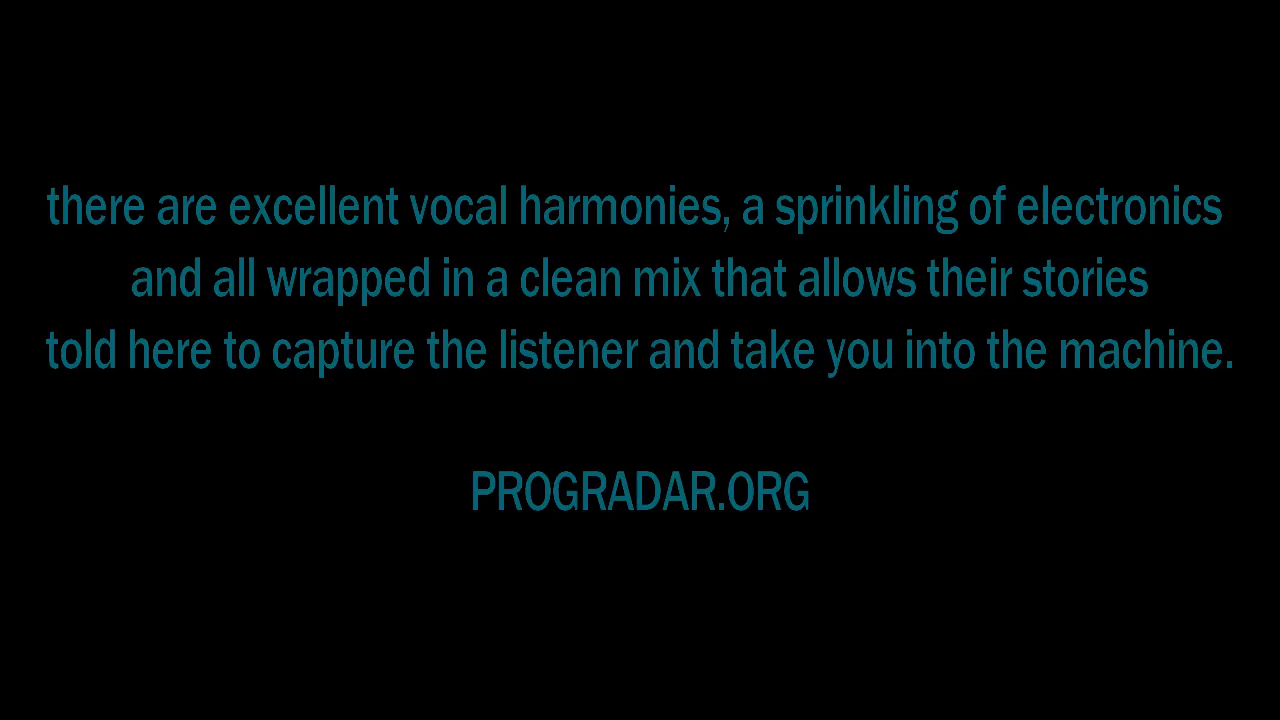 there are excellent vocal harmonies, a sprinkling of electronics
and all wrapped in a clean mix that allows their stories
told here to capture the listener and take you into the machine.
PROGRADAR.ORG